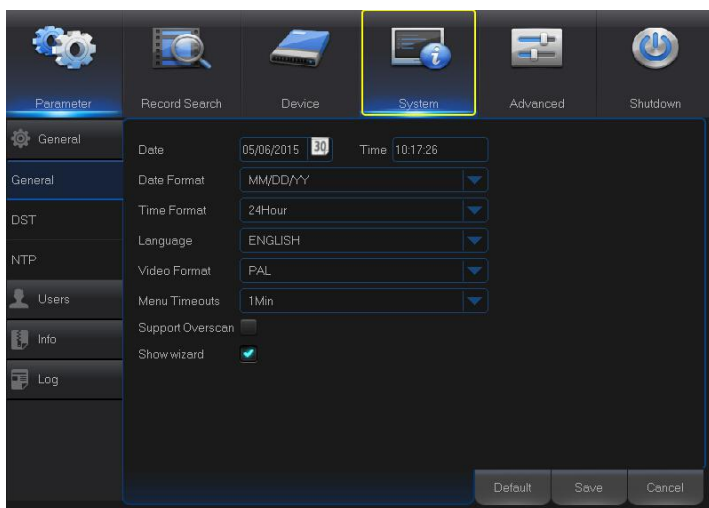 Parameter Record Search Device System Advanced Shutdown
General
General
DST
NTP
Users
Info
Log
Date 05/06/2015 30 Time 10:17:26
Date Format MM/DD/YY
Time Format 24Hour
Language ENGLISH
Video Format PAL
Menu Timeouts 1Min
Support Overscan
Show wizard
Default Save Cancel